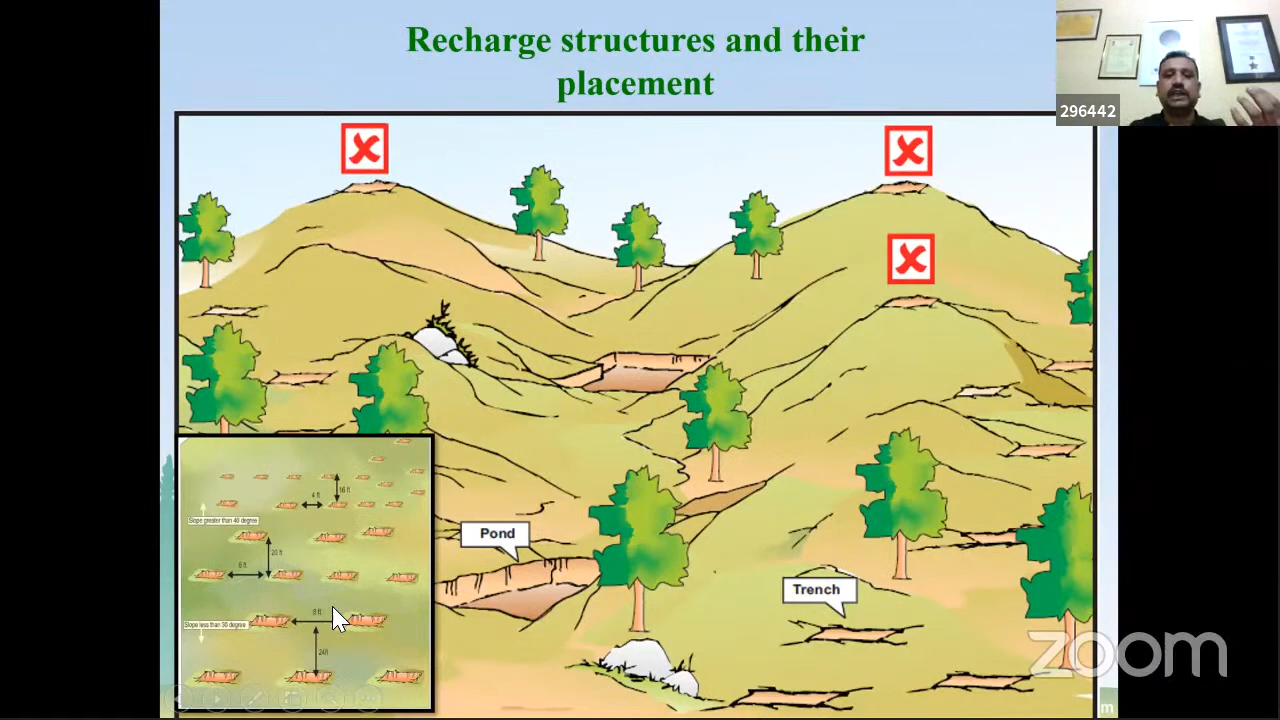 Recharge structures and their
placement
296442
4 ft
16 ft
Slope greater than 40 degree
20 ft
6 ft
8 ft
Slope less than 30 degree
24ft
Pond
Trench
zoom
m